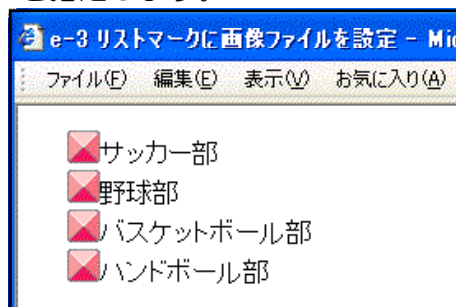 e-3 リストマークに画像ファイルを設定 - Mic
ファイル(F) 編集(E) 表示(V) お気に入り(A)
サッカー部
野球部
バスケットボール部
ハンドボール部